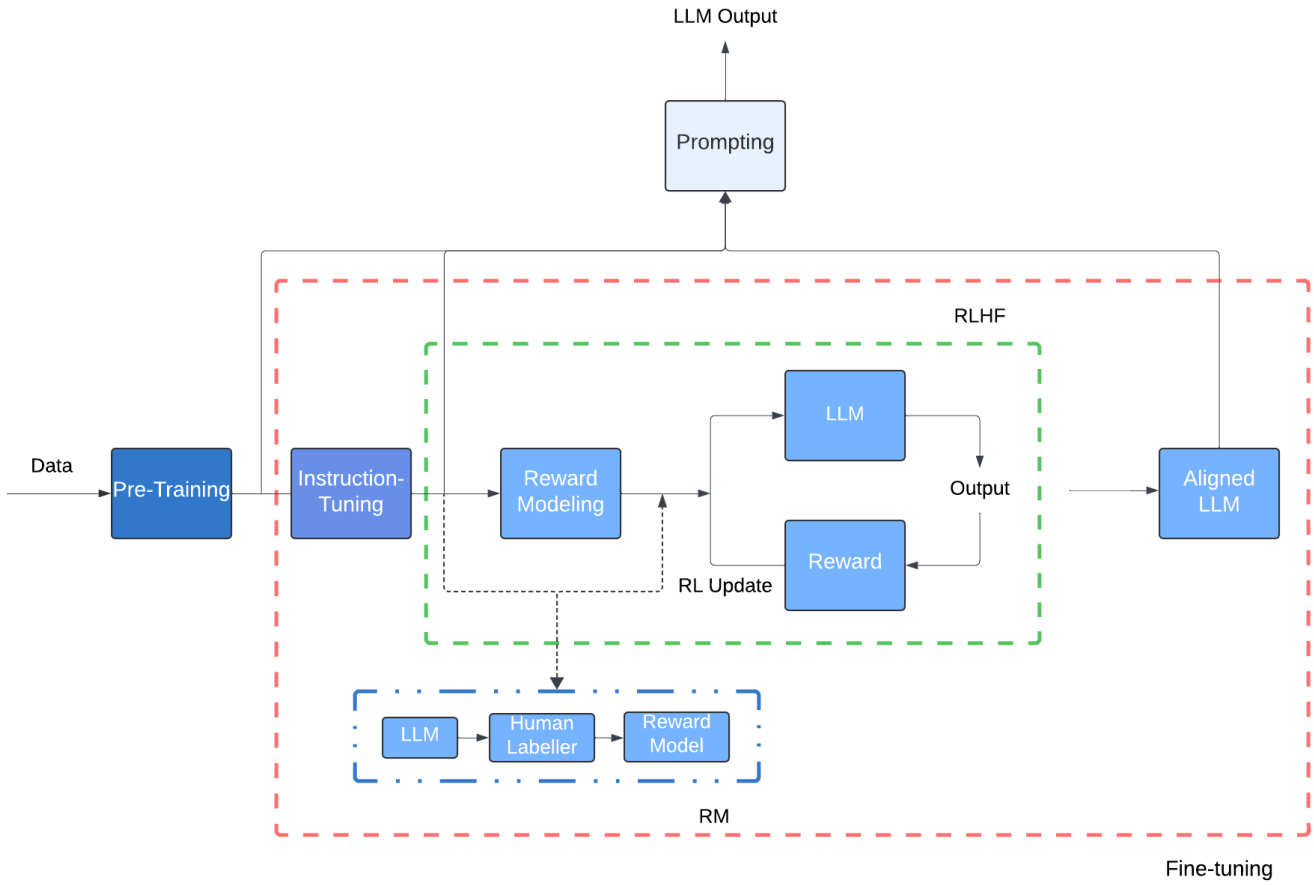 LLM Output
Prompting
RLHF
LLM
Data
Pre-Training
Instruction-
Tuning
Reward
Modeling
Output
Aligned
LLM
Reward
RL Update
LLM
Human
Labeller
Reward
Model
RM
Fine-tuning